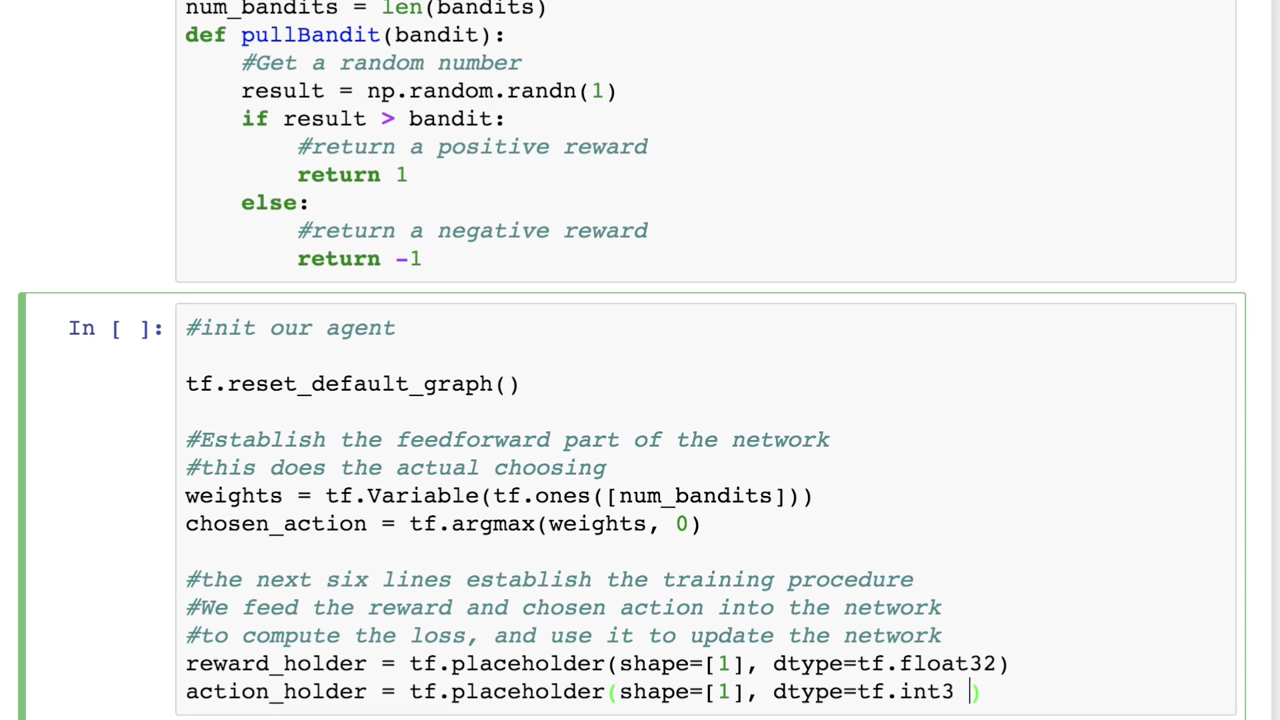 num_bandits = len(bandits)
def pullBandit(bandit):
    #Get a random number
    result = np.random.randn(1)
    if result > bandit:
        #return a positive reward
        return 1
    else:
        #return a negative reward
        return -1
In [ ]:
#init our agent
tf.reset_default_graph()
#Establish the feedforward part of the network
#this does the actual choosing
weights = tf.Variable(tf.ones([num_bandits]))
chosen_action = tf.argmax(weights, 0)
#the next six lines establish the training procedure
#We feed the reward and chosen action into the network
#to compute the loss, and use it to update the network
reward_holder = tf.placeholder(shape=[1], dtype=tf.float32)
action_holder = tf.placeholder(shape=[1], dtype=tf.int3 )